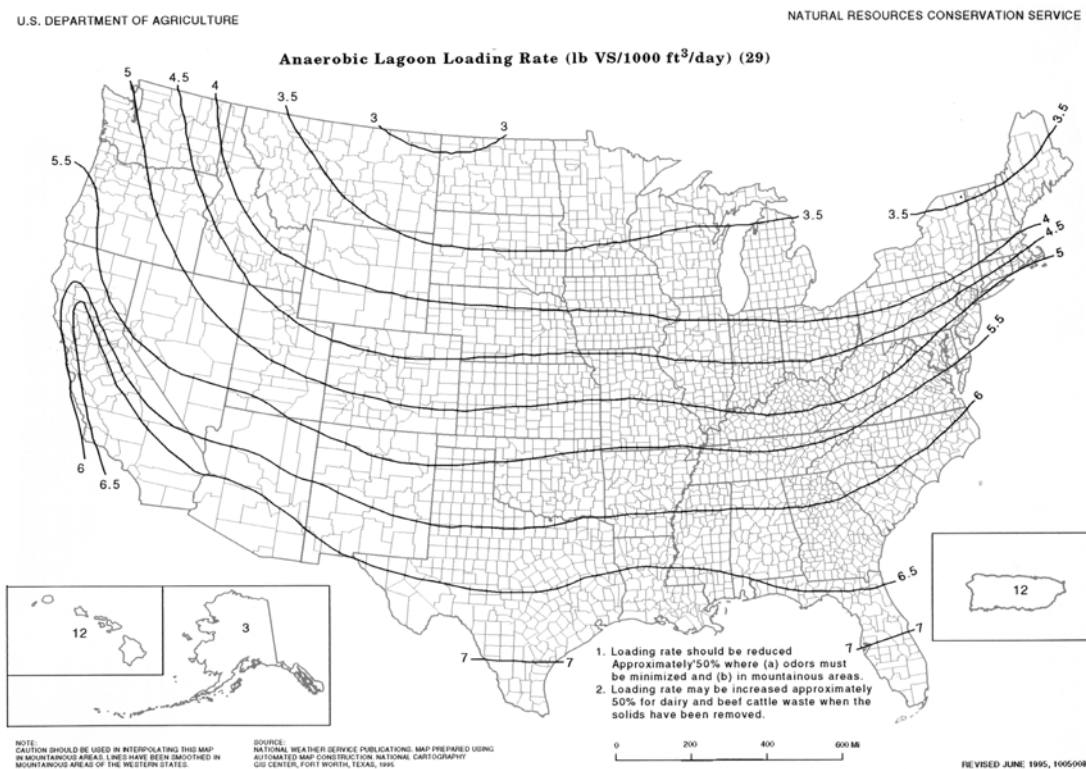 U.S. DEPARTMENT OF AGRICULTURE
NATURAL RESOURCES CONSERVATION SERVICE
Anaerobic Lagoon Loading Rate (lb VS/1000 ft³/day) (29)
5
4.5
4
3.5
3
3
3.5
5.5
3.5
3.5
4
4.5
5
5.5
6
6
6.5
6.5
7
7
7
7
12
3
12
1. Loading rate should be reduced
Approximately'50% where (a) odors must
be minimized and (b) in mountainous areas.
2. Loading rate may be increased approximately
50% for dairy and beef cattle waste when the
solids have been removed.
NOTE:
CAUTION SHOULD BE USED IN INTERPOLATING THIS MAP
IN MOUNTAINOUS AREAS. LINES HAVE BEEN SMOOTHED IN
MOUNTAINOUS AREAS OF THE WESTERN STATES.
SOURCE:
NATIONAL WEATHER SERVICE PUBLICATIONS. MAP PREPARED USING
AUTOMATED MAP CONSTRUCTION. NATIONAL CARTOGRAPHY
GIS CENTER, FORT WORTH, TEXAS, 1995
0 200 400 600 Mi
REVISED JUNE 1995, 1005008